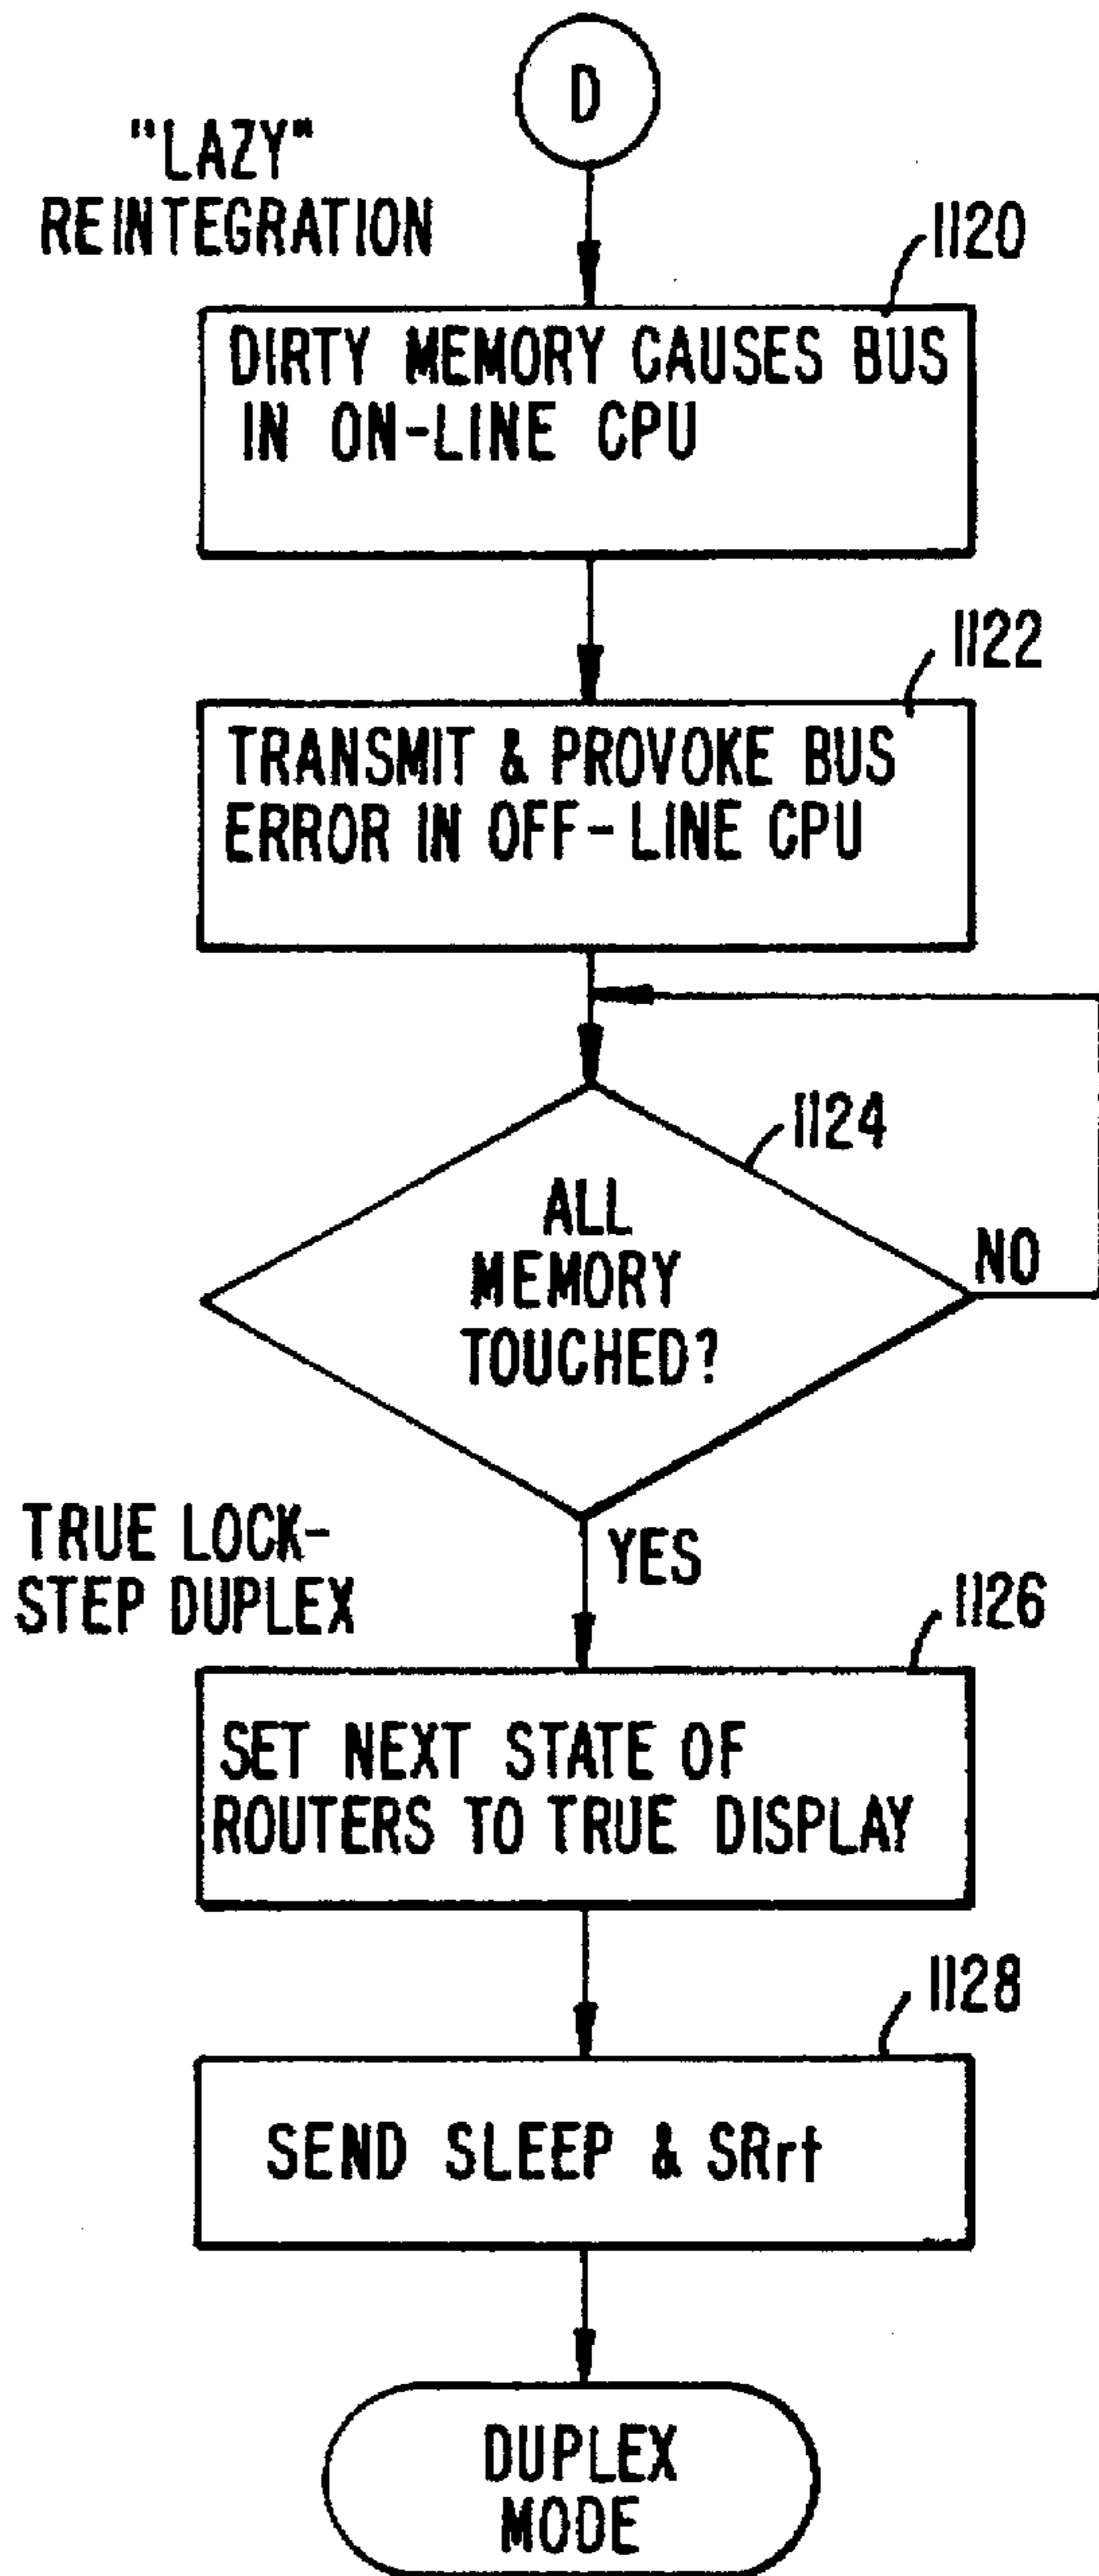 D
"LAZY"
REINTEGRATION
1120
DIRTY MEMORY CAUSES BUS
IN ON-LINE CPU
1122
TRANSMIT & PROVOKE BUS
ERROR IN OFF-LINE CPU
1124
ALL
MEMORY
TOUCHED?
NO
TRUE LOCK-
STEP DUPLEX
YES
1126
SET NEXT STATE OF
ROUTERS TO TRUE DISPLAY
1128
SEND SLEEP & SRrt
DUPLEX
MODE